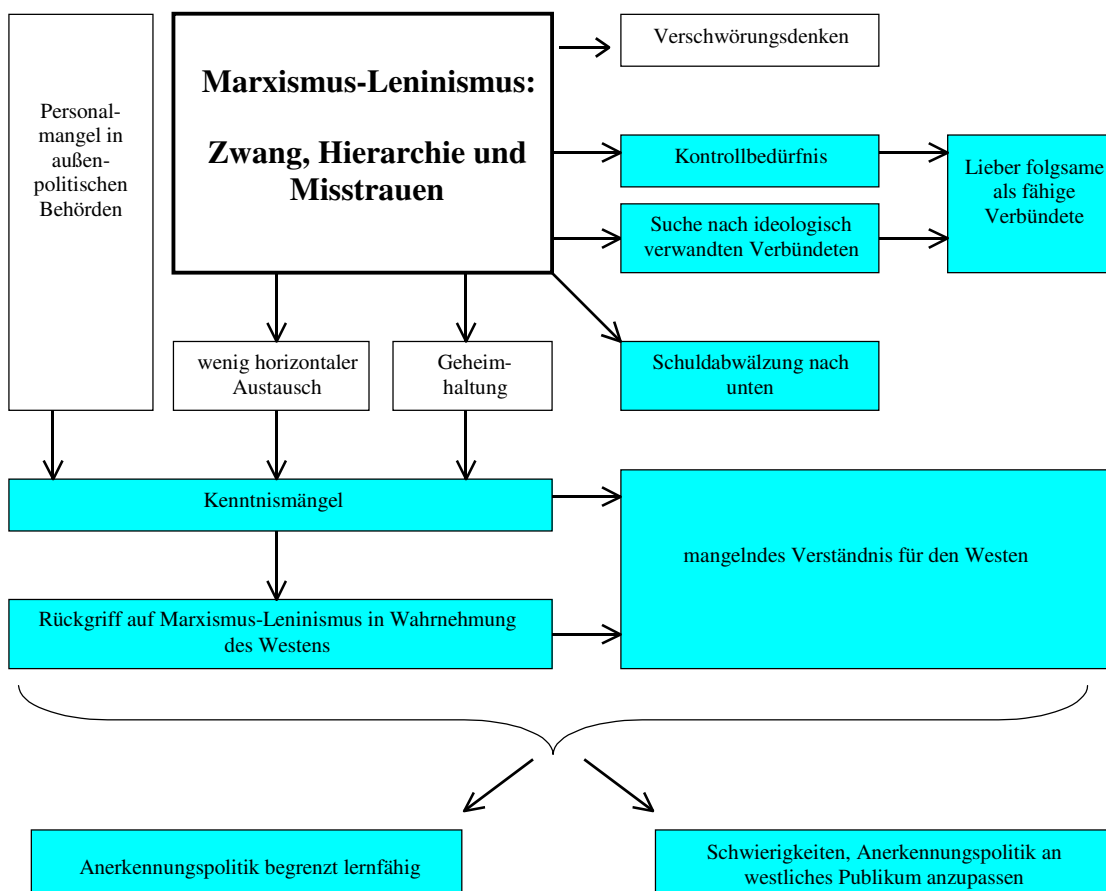 Personal-
mangel in
außen-
politischen
Behörden
Marxismus-Leninismus:
Zwang, Hierarchie und
Misstrauen
Verschwörungsdenken
Kontrollbedürfnis
Suche nach ideologisch
verwandten Verbündeten
Lieber folgsame
als fähige
Verbündete
wenig horizontaler
Austausch
Geheim-
haltung
Schuldabwälzung nach
unten
Kenntnismängel
mangelndes Verständnis für den Westen
Rückgriff auf Marxismus-Leninismus in Wahrnehmung
des Westens
Anerkennungspolitik begrenzt lernfähig
Schwierigkeiten, Anerkennungspolitik an
westliches Publikum anzupassen